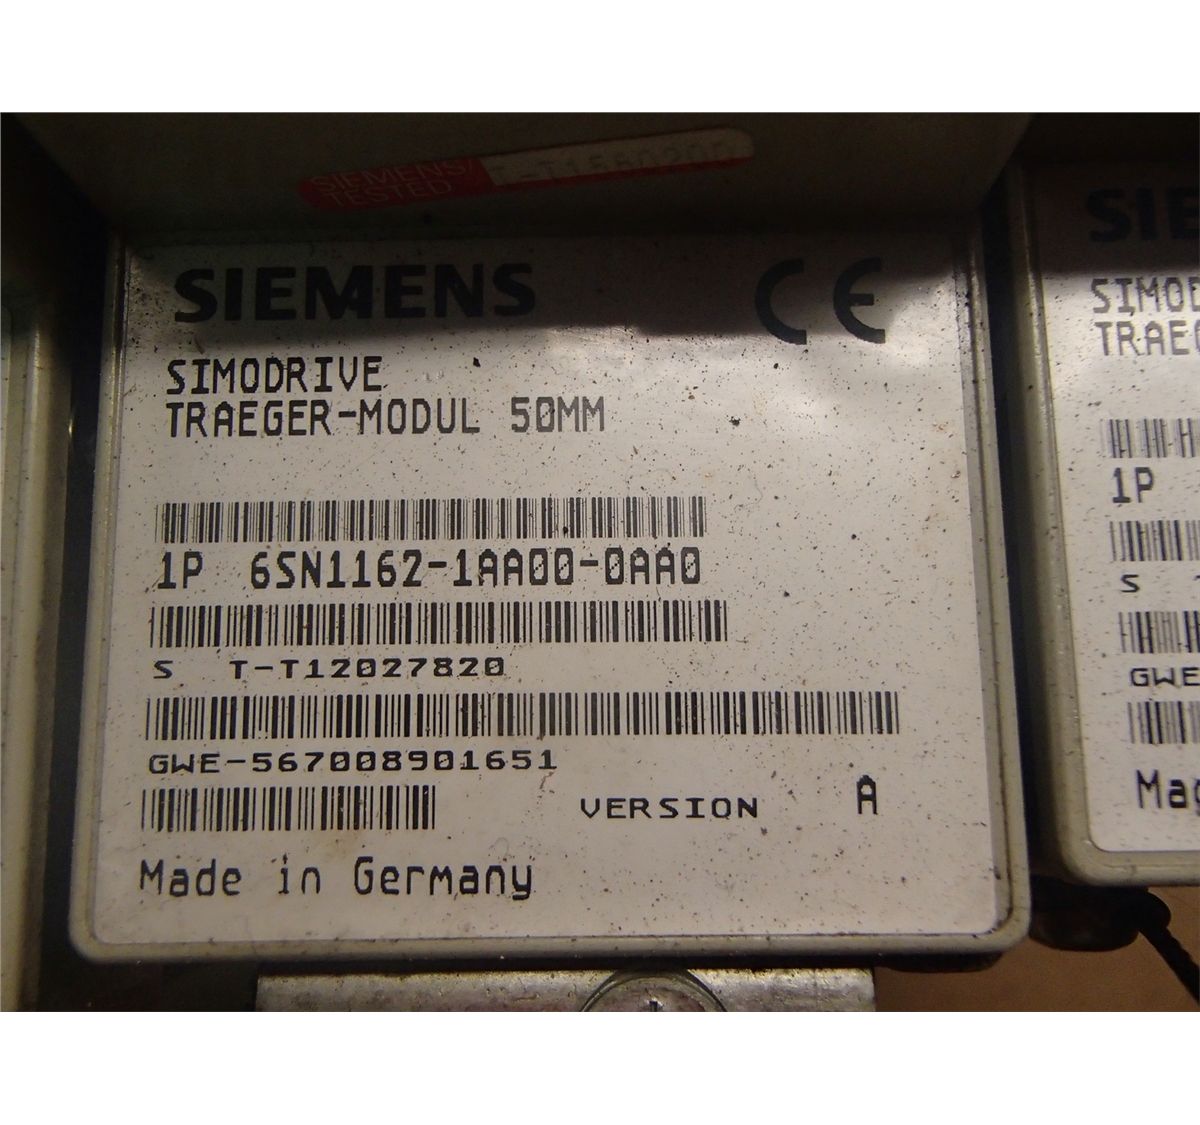 SIEMENS/
TESTED
SIEMENS
CE
SIMODRIVE
TRAEGER-MODUL 50MM
1P 6SN1162-1AA00-0AA0
S T-T12027820
GWE-567008901651
VERSION A
Made in Germany
SIE
SIMOD
TRAEG
1P
S T
GWE
Mad